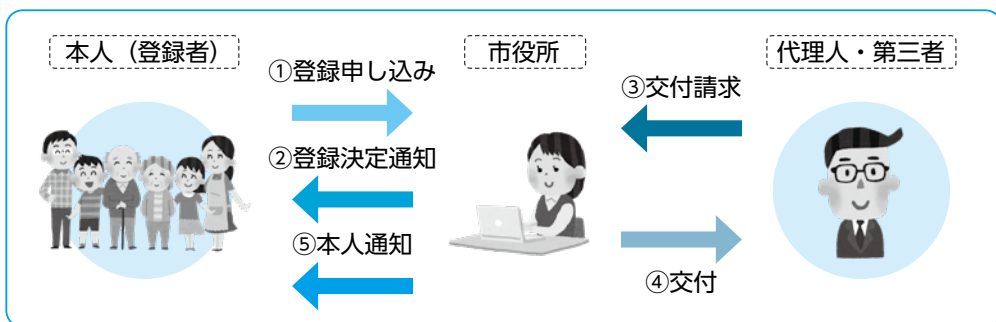 本人（登録者）
市役所
代理人・第三者
①登録申し込み
③交付請求
②登録決定通知
⑤本人通知
④交付